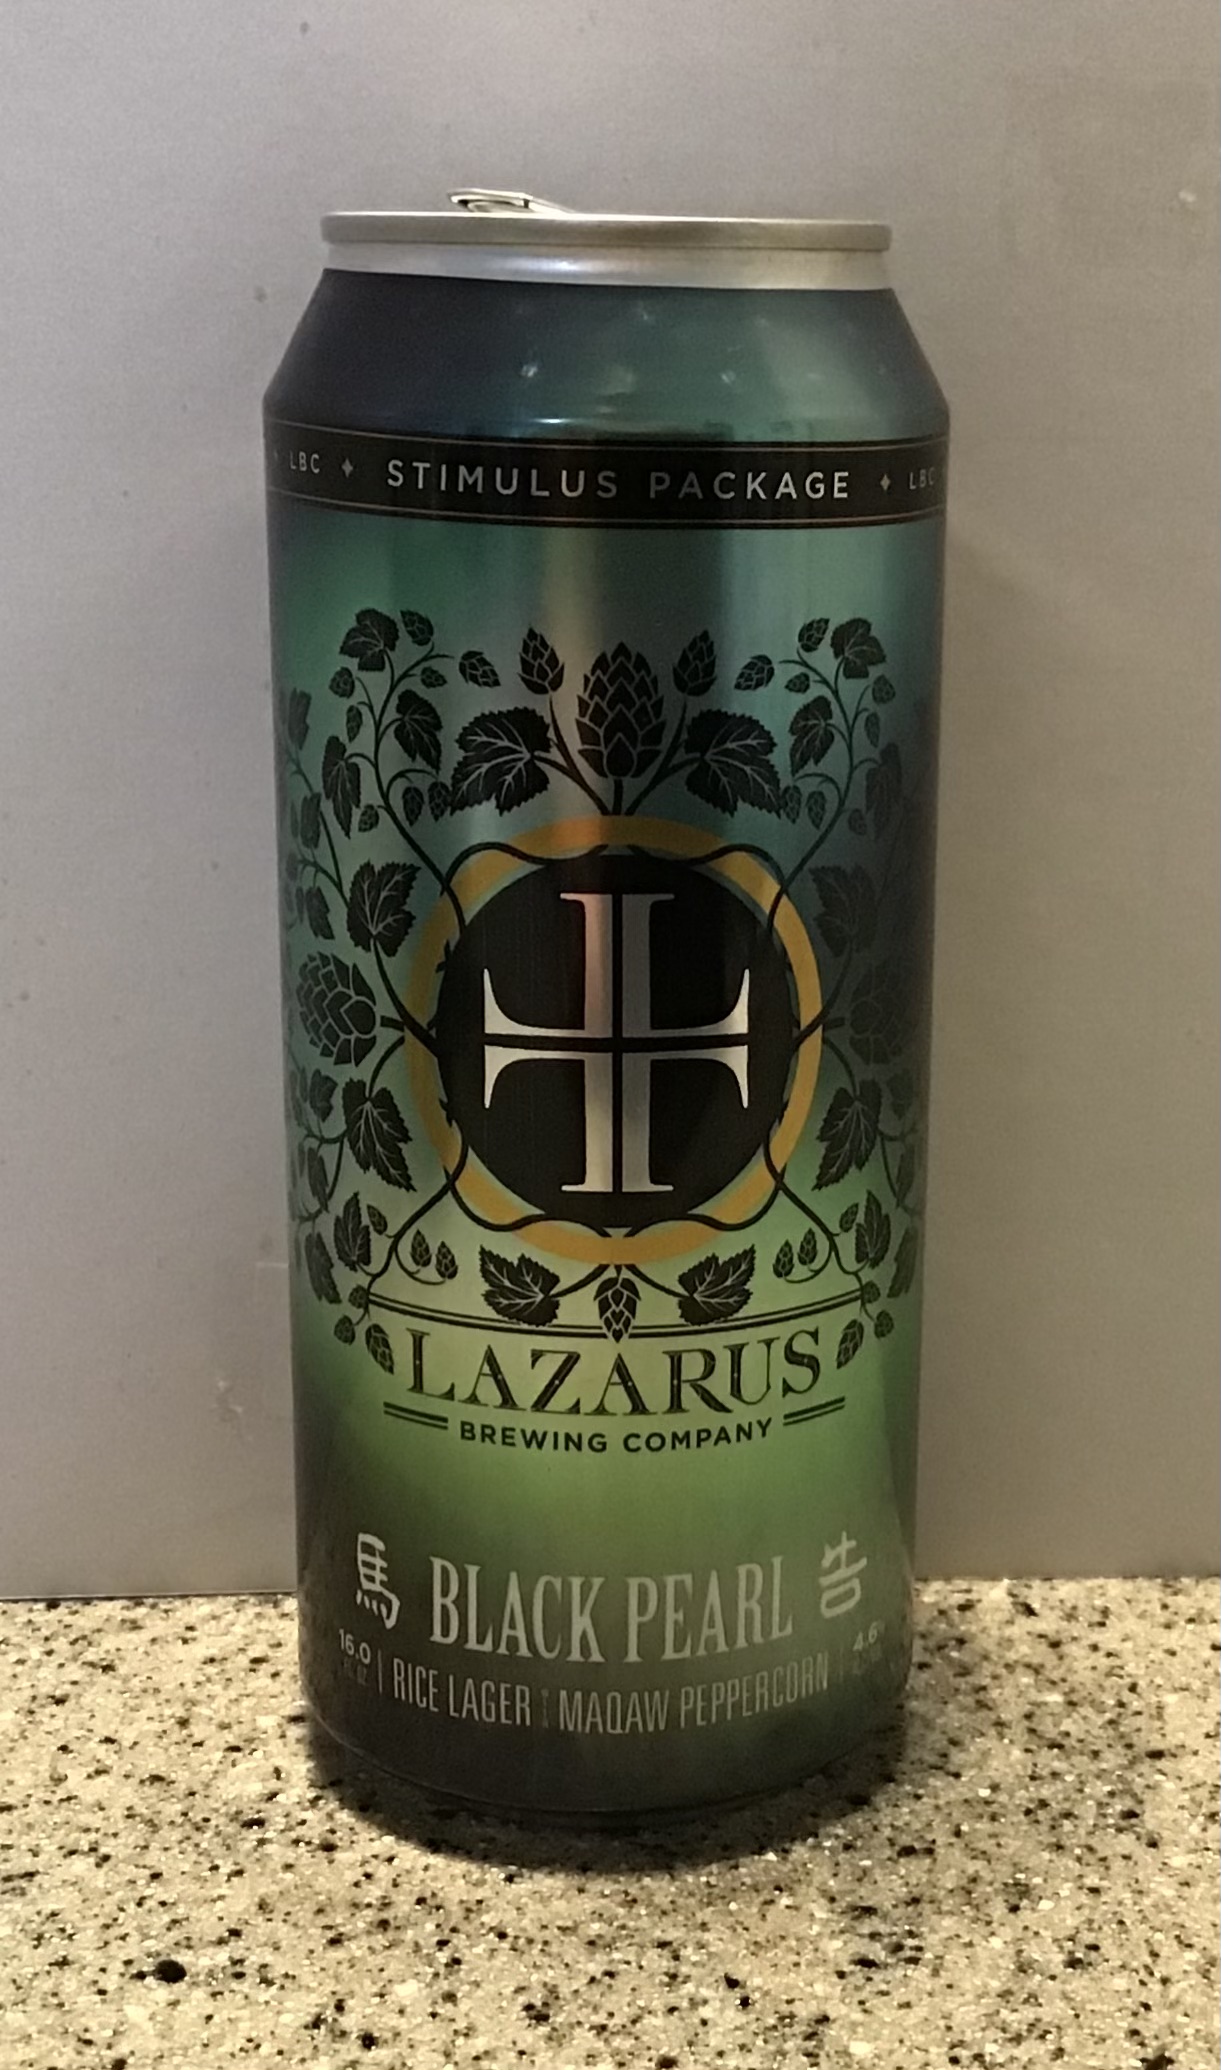 LBC ✦ STIMULUS PACKAGE ✦ LBC
LAZARUS
BREWING COMPANY
馬 BLACK PEARL 告
16.0 | RICE LAGER | MAQAW PEPPERCORN | 4.6